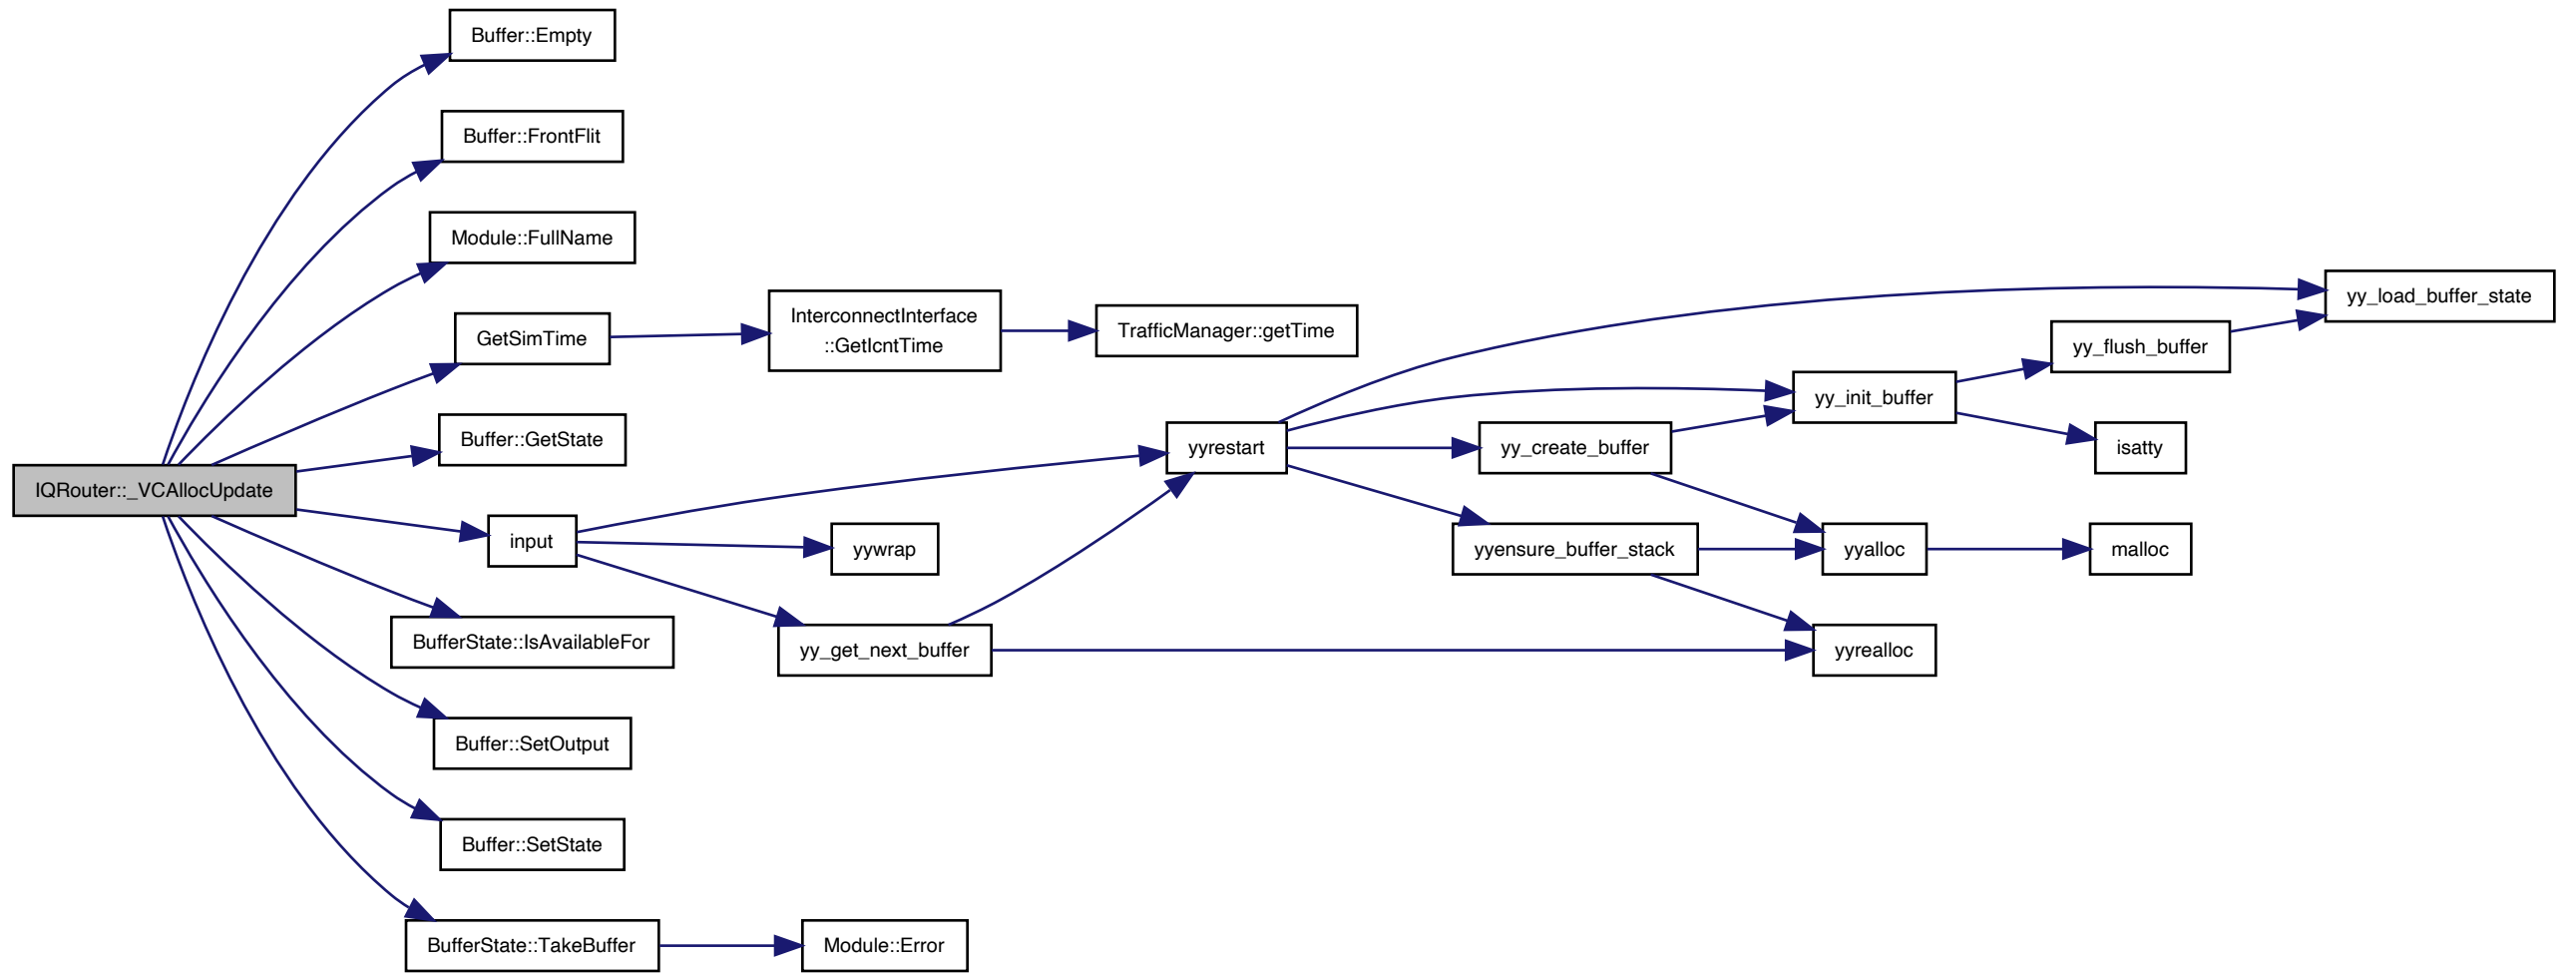 Buffer::Empty
Buffer::FrontFlit
Module::FullName
GetSimTime
InterconnectInterface
::GetIcntTime
TrafficManager::getTime
yy_load_buffer_state
yy_flush_buffer
yy_init_buffer
Buffer::GetState
yyrestart
yy_create_buffer
isatty
IQRouter::_VCAllocUpdate
input
yywrap
yyensure_buffer_stack
yyalloc
malloc
BufferState::IsAvailableFor
yy_get_next_buffer
yyrealloc
Buffer::SetOutput
Buffer::SetState
BufferState::TakeBuffer
Module::Error